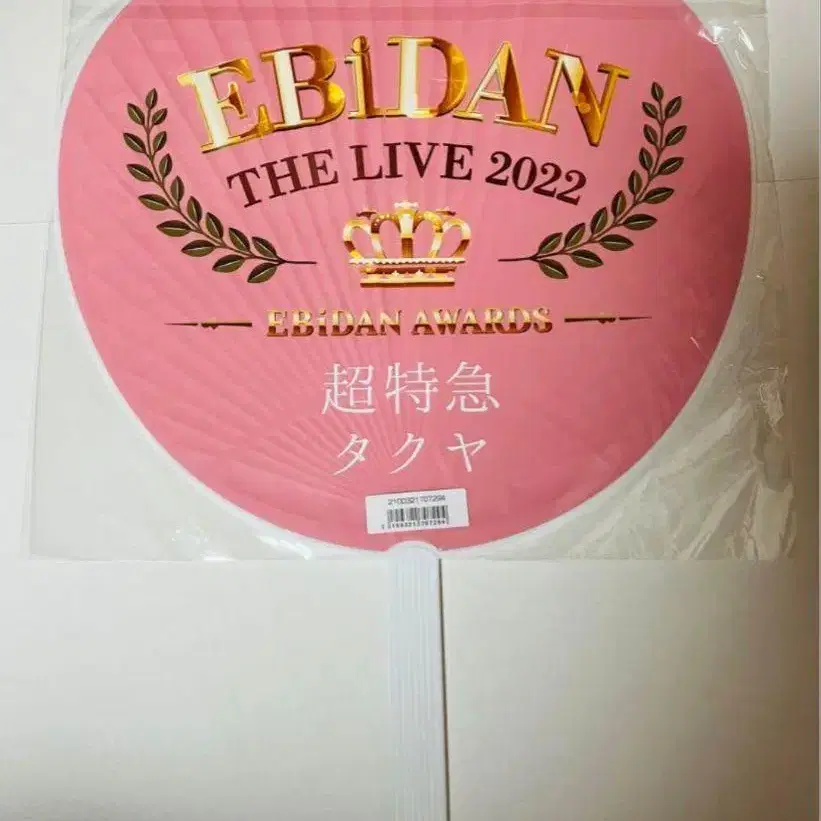 EBiDAN
THE LIVE 2022
EBiDAN AWARDS
超特急
タクヤ